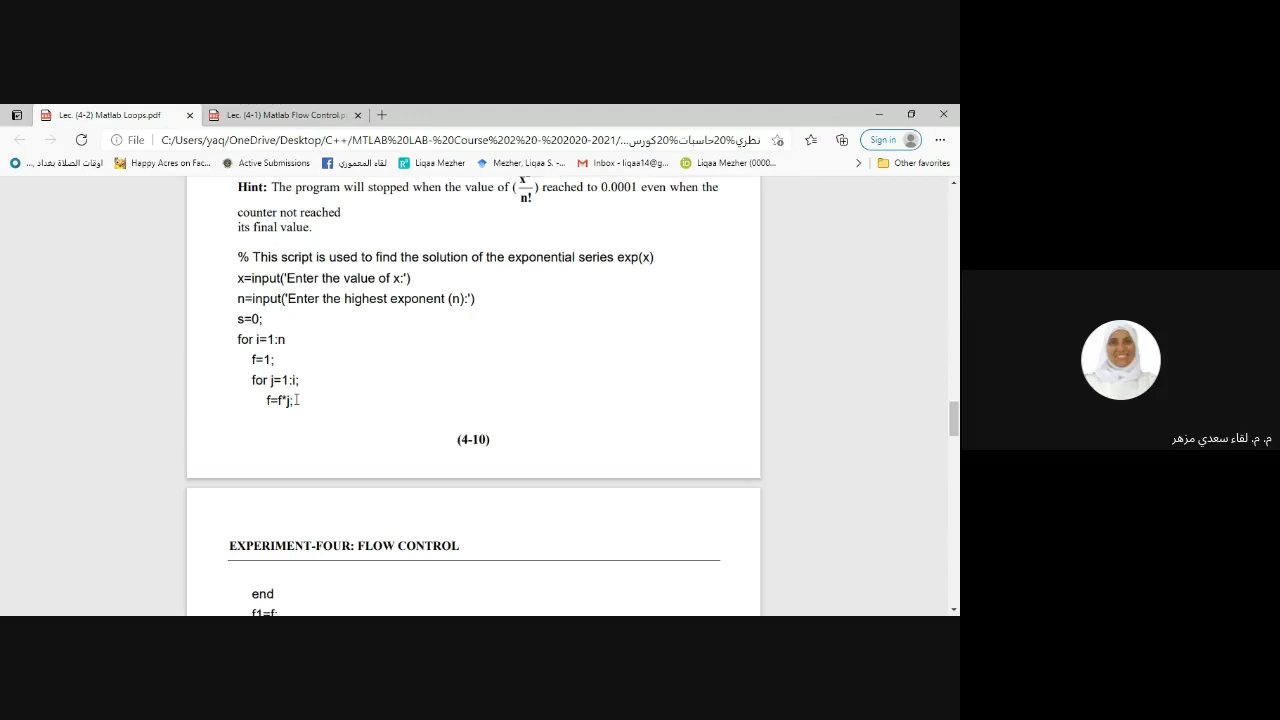 Lec. (4-2) Matlab Loops.pdf
Lec. (4-1) Matlab Flow Control.p
File
C:/Users/yaq/OneDrive/Desktop/C++/MTLAB%20LAB-%20Course%202%20-%202020-2021/...نظري%20حاسبات%20كورس
Sign in
اوقات الصلاة بغداد ,...
Happy Acres on Fac...
Active Submissions
لقاء المعموري
Liqaa Mezher
Mezher, Liqaa S. -...
Inbox - liqaa14@g...
Liqaa Mezher (0000...
Other favorites
Hint: The program will stopped when the value of (x/n!) reached to 0.0001 even when the
counter not reached
its final value.
% This script is used to find the solution of the exponential series exp(x)
x=input('Enter the value of x:')
n=input('Enter the highest exponent (n):')
s=0;
for i=1:n
f=1;
for j=1:i;
f=f*j;
(4-10)
EXPERIMENT-FOUR: FLOW CONTROL
end
f1=f;
م. م. لقاء سعدي مزهر